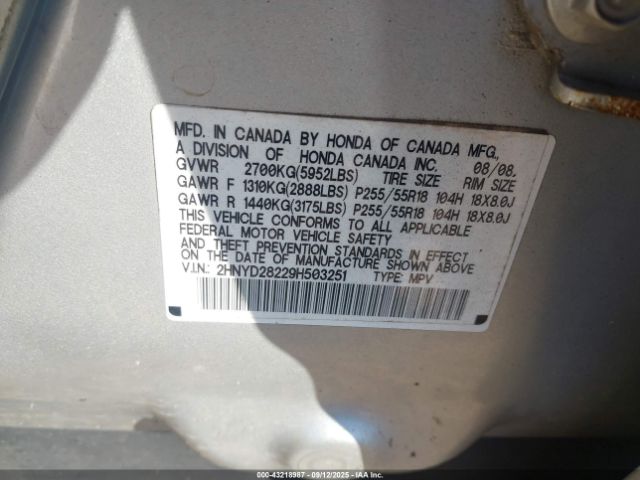 MFD. IN CANADA BY HONDA OF CANADA MFG.,
A DIVISION OF HONDA CANADA INC. 08/08.
GVWR 2700KG(5952LBS) TIRE SIZE RIM SIZE
GAWR F 1310KG(2888LBS) P255/55R18 104H 18X8.0J
GAWR R 1440KG(3175LBS) P255/55R18 104H 18X8.0J
THIS VEHICLE CONFORMS TO ALL APPLICABLE
FEDERAL MOTOR VEHICLE SAFETY
AND THEFT PREVENTION STANDARDS IN EFFECT
ON THE DATE OF MANUFACTURE SHOWN ABOVE
V.I.N.: 2HNYD28229H503251 TYPE: MPV
000-43218987 - 09/12/2025 - IAAI.COM